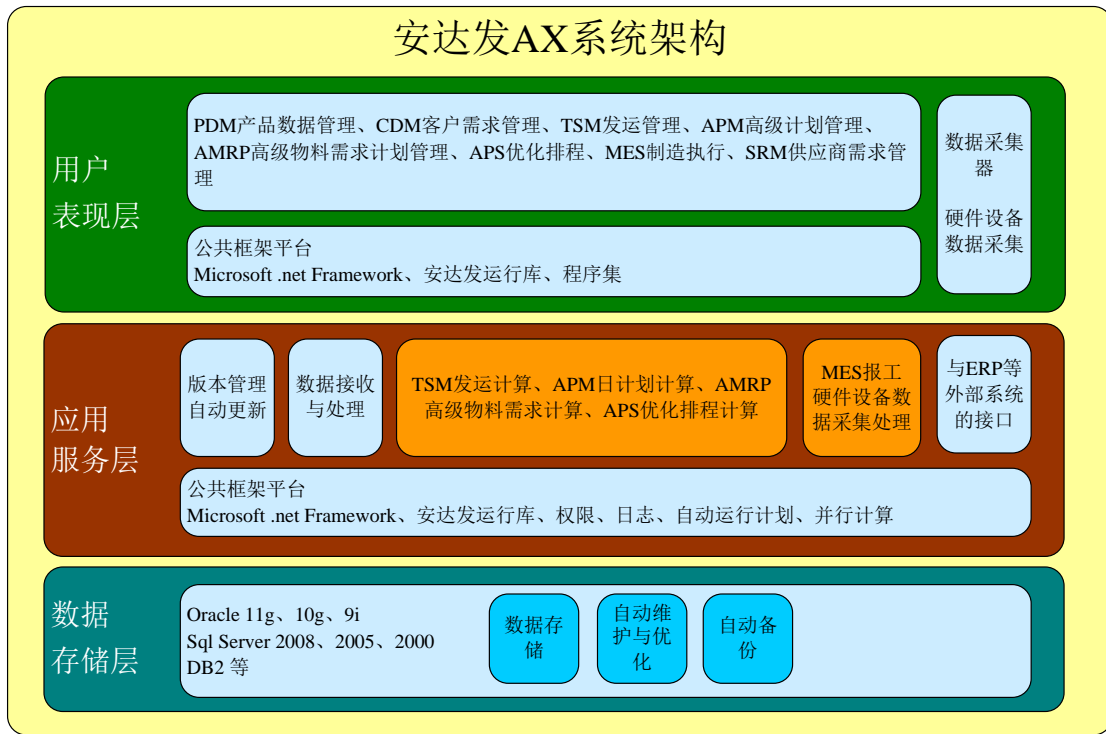 安达发AX系统架构
用户
表现层
PDM产品数据管理、CDM客户需求管理、TSM发运管理、APM高级计划管理、
AMRP高级物料需求计划管理、APS优化排程、MES制造执行、SRM供应商需求管
理
公共框架平台
Microsoft .net Framework、安达发运行库、程序集
数据采集
器
硬件设备
数据采集
应用
服务层
版本管理
自动更新
数据接收
与处理
TSM发运计算、APM日计划计算、AMRP
高级物料需求计算、APS优化排程计算
MES报工
硬件设备数
据采集处理
与ERP等
外部系统
的接口
公共框架平台
Microsoft .net Framework、安达发运行库、权限、日志、自动运行计划、并行计算
数据
存储层
Oracle 11g、10g、9i
Sql Server 2008、2005、2000
DB2 等
数据存
储
自动维
护与优
化
自动备
份